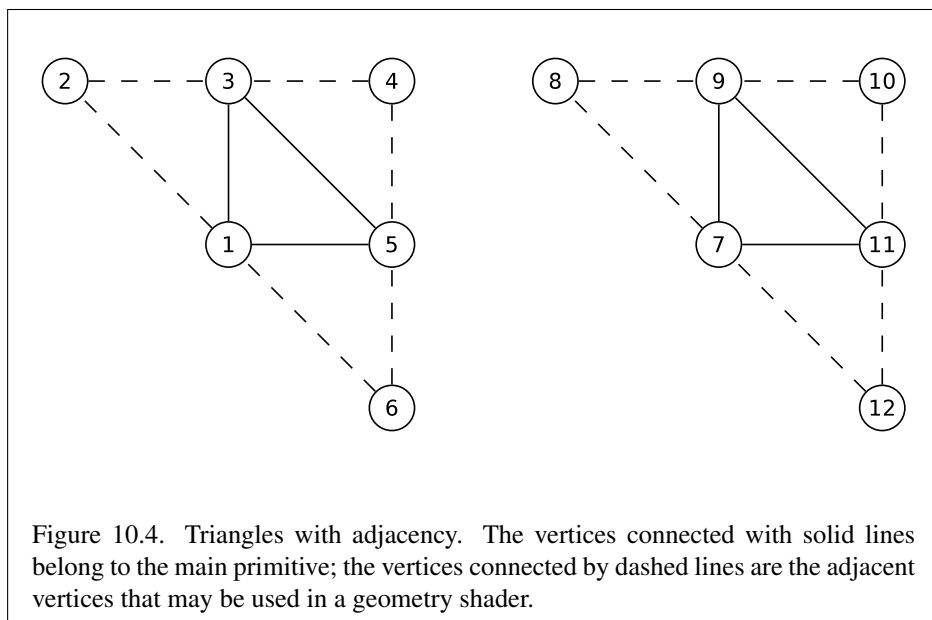 2 3 4 8 9 10
1 5 7 11
6 12
Figure 10.4. Triangles with adjacency. The vertices connected with solid lines
belong to the main primitive; the vertices connected by dashed lines are the adjacent
vertices that may be used in a geometry shader.